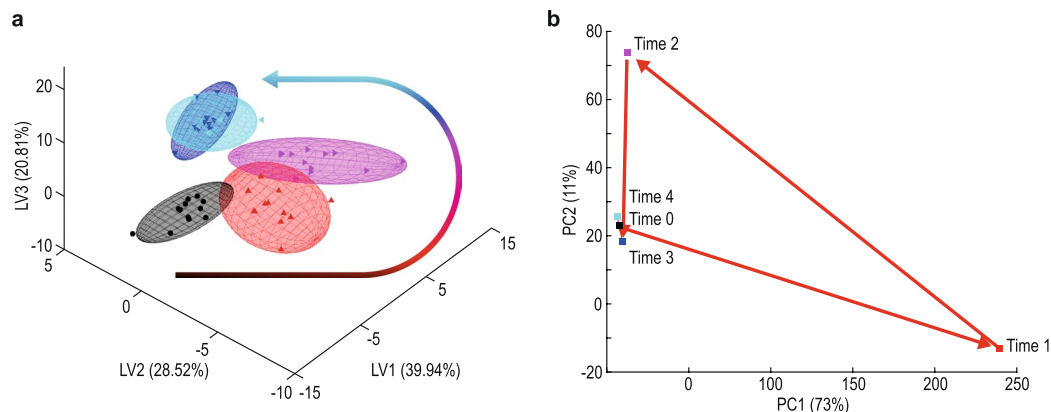 a
20
10
0
-10
LV3 (20.81%)
5
0
-5
-10
LV2 (28.52%)
-15
-5
5
15
LV1 (39.94%)
b
80
60
40
20
0
-20
PC2 (11%)
Time 2
Time 4
Time 0
Time 3
Time 1
0
100
150
200
250
PC1 (73%)